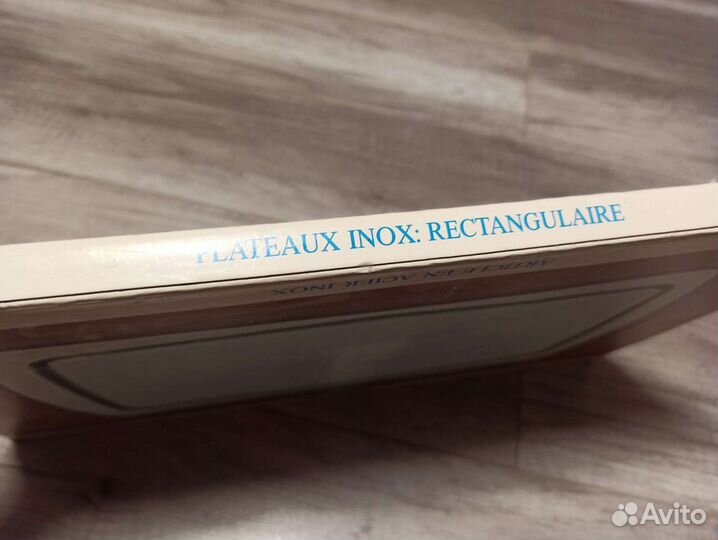 PLATEAUX INOX: RECTANGULAIRE
ARTICLE EN ACIER INOX
Avito